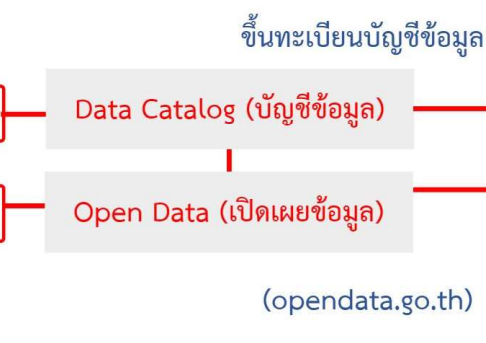 ขึ้นทะเบียนบัญชีข้อมูล
Data Catalog (บัญชีข้อมูล)
Open Data (เปิดเผยข้อมูล)
(opendata.go.th)